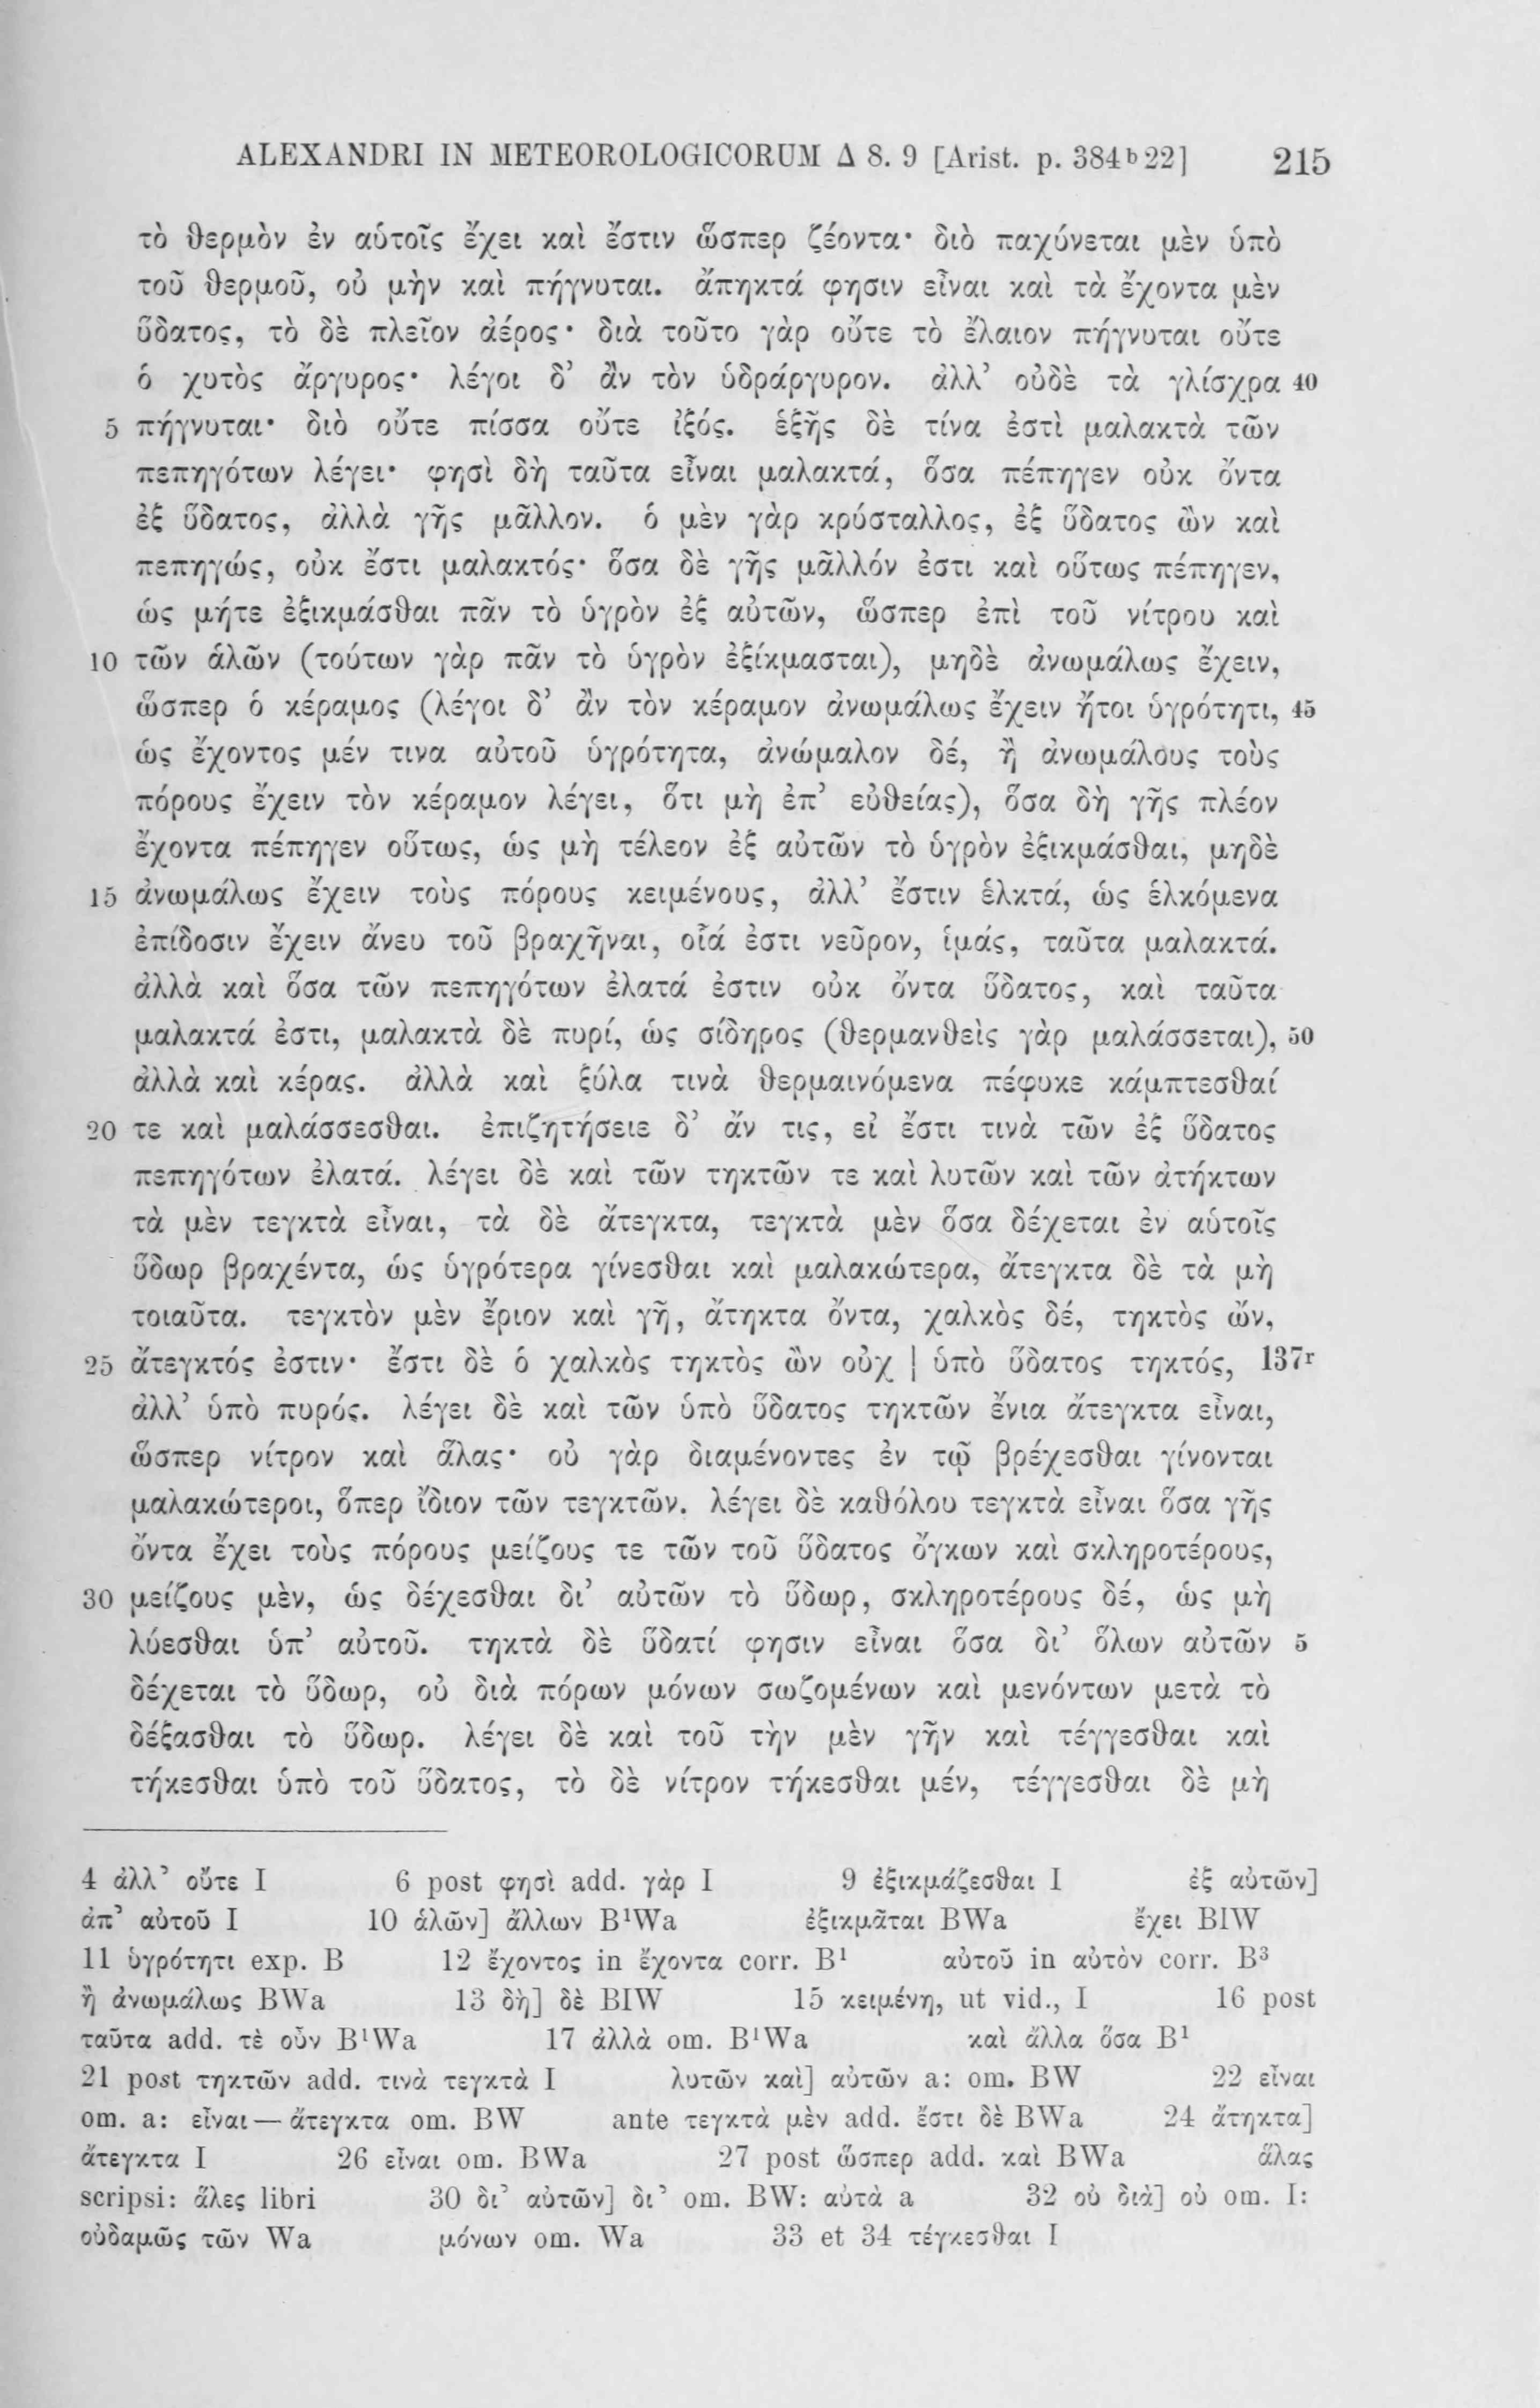 ALEXANDRI IN METEOROLOGICORUM Δ 8. 9 [Arist. p. 384ᵇ22] 215
τὸ θερμὸν ἐν αὑτοῖς ἔχει καὶ ἔστιν ὥσπερ ζέοντα· διὸ παχύνεται μὲν ὑπὸ
τοῦ θερμοῦ, οὐ μὴν καὶ πήγνυται. ἄπηκτά φησιν εἶναι καὶ τὰ ἔχοντα μὲν
ὕδατος, τὸ δὲ πλεῖον ἀέρος· διὰ τοῦτο γὰρ οὔτε τὸ ἔλαιον πήγνυται οὔτε
ὁ χυτὸς ἄργυρος· λέγοι δ’ ἂν τὸν ὑδράργυρον. ἀλλ’ οὐδὲ τὰ γλίσχρα 40
5 πήγνυται· διὸ οὔτε πίσσα οὔτε ἰξός. ἑξῆς δὲ τίνα ἐστὶ μαλακτὰ τῶν
πεπηγότων λέγει· φησὶ δὴ ταῦτα εἶναι μαλακτά, ὅσα πέπηγεν οὐκ ὄντα
ἐξ ὕδατος, ἀλλὰ γῆς μᾶλλον. ὁ μὲν γὰρ κρύσταλλος, ἐξ ὕδατος ὢν καὶ
πεπηγώς, οὐκ ἔστι μαλακτός· ὅσα δὲ γῆς μᾶλλόν ἐστι καὶ οὕτως πέπηγεν,
ὡς μήτε ἐξικμάσθαι πᾶν τὸ ὑγρὸν ἐξ αὐτῶν, ὥσπερ ἐπὶ τοῦ νίτρου καὶ
10 τῶν ἁλῶν (τούτων γὰρ πᾶν τὸ ὑγρὸν ἐξίκμασται), μηδὲ ἀνωμάλως ἔχειν,
ὥσπερ ὁ κέραμος (λέγοι δ’ ἂν τὸν κέραμον ἀνωμάλως ἔχειν ἤτοι ὑγρότητι, 45
ὡς ἔχοντος μέν τινα αὐτοῦ ὑγρότητα, ἀνώμαλον δέ, ἢ ἀνωμάλους τοὺς
πόρους ἔχειν τὸν κέραμον λέγει, ὅτι μὴ ἐπ’ εὐθείας), ὅσα δὴ γῆς πλέον
ἔχοντα πέπηγεν οὕτως, ὡς μὴ τέλεον ἐξ αὐτῶν τὸ ὑγρὸν ἐξικμάσθαι, μηδὲ
15 ἀνωμάλως ἔχειν τοὺς πόρους κειμένους, ἀλλ’ ἔστιν ἑλκτά, ὡς ἑλκόμενα
ἐπίδοσιν ἔχειν ἄνευ τοῦ βραχῆναι, οἷά ἐστι νεῦρον, ἱμάς, ταῦτα μαλακτά.
ἀλλὰ καὶ ὅσα τῶν πεπηγότων ἐλατά ἐστιν οὐκ ὄντα ὕδατος, καὶ ταῦτα
μαλακτά ἐστι, μαλακτὰ δὲ πυρί, ὡς σίδηρος (θερμανθεὶς γὰρ μαλάσσεται), 50
ἀλλὰ καὶ κέρας. ἀλλὰ καὶ ξύλα τινὰ θερμαινόμενα πέφυκε κάμπτεσθαί
20 τε καὶ μαλάσσεσθαι. ἐπιζητήσειε δ’ ἄν τις, εἰ ἔστι τινὰ τῶν ἐξ ὕδατος
πεπηγότων ἐλατά. λέγει δὲ καὶ τῶν τηκτῶν τε καὶ λυτῶν καὶ τῶν ἀτήκτων
τὰ μὲν τεγκτὰ εἶναι, τὰ δὲ ἄτεγκτα, τεγκτὰ μὲν ὅσα δέχεται ἐν αὑτοῖς
ὕδωρ βραχέντα, ὡς ὑγρότερα γίνεσθαι καὶ μαλακώτερα, ἄτεγκτα δὲ τὰ μὴ
τοιαῦτα. τεγκτὸν μὲν ἔριον καὶ γῆ, ἄτηκτα ὄντα, χαλκὸς δέ, τηκτὸς ὤν,
25 ἄτεγκτός ἐστιν· ἔστι δὲ ὁ χαλκὸς τηκτὸς ὢν οὐχ | ὑπὸ ὕδατος τηκτός, 137ʳ
ἀλλ’ ὑπὸ πυρός. λέγει δὲ καὶ τῶν ὑπὸ ὕδατος τηκτῶν ἔνια ἄτεγκτα εἶναι,
ὥσπερ νίτρον καὶ ἅλας· οὐ γὰρ διαμένοντες ἐν τῷ βρέχεσθαι γίνονται
μαλακώτεροι, ὅπερ ἴδιον τῶν τεγκτῶν. λέγει δὲ καθόλου τεγκτὰ εἶναι ὅσα γῆς
ὄντα ἔχει τοὺς πόρους μείζους τε τῶν τοῦ ὕδατος ὄγκων καὶ σκληροτέρους,
30 μείζους μὲν, ὡς δέχεσθαι δι’ αὐτῶν τὸ ὕδωρ, σκληροτέρους δέ, ὡς μὴ
λύεσθαι ὑπ’ αὐτοῦ. τηκτὰ δὲ ὕδατί φησιν εἶναι ὅσα δι’ ὅλων αὐτῶν 5
δέχεται τὸ ὕδωρ, οὐ διὰ πόρων μόνων σωζομένων καὶ μενόντων μετὰ τὸ
δέξασθαι τὸ ὕδωρ. λέγει δὲ καὶ τοῦ τὴν μὲν γῆν καὶ τέγγεσθαι καὶ
τήκεσθαι ὑπὸ τοῦ ὕδατος, τὸ δὲ νίτρον τήκεσθαι μέν, τέγγεσθαι δὲ μὴ
4 ἀλλ’ οὔτε I 6 post φησὶ add. γὰρ I 9 ἐξικμάζεσθαι I ἐξ αὐτῶν]
ἀπ’ αὐτοῦ I 10 ἁλῶν] ἄλλων B¹Wa ἐξικμᾶται BWa ἔχει BIW
11 ὑγρότητι exp. B 12 ἔχοντος in ἔχοντα corr. B¹ αὐτοῦ in αὐτὸν corr. B³
ἢ ἀνωμάλως BWa 13 δὴ] δὲ BIW 15 κειμένη, ut vid., I 16 post
ταῦτα add. τὲ οὖν B¹Wa 17 ἀλλὰ om. B¹Wa καὶ ἄλλα ὅσα B¹
21 post τηκτῶν add. τινὰ τεγκτὰ I λυτῶν καὶ] αὐτῶν a: om. BW 22 εἶναι
om. a: εἶναι — ἄτεγκτα om. BW ante τεγκτὰ μὲν add. ἔστι δὲ BWa 24 ἄτηκτα]
ἄτεγκτα I 26 εἶναι om. BWa 27 post ὥσπερ add. καὶ BWa ἅλας
scripsi: ἅλες libri 30 δι’ αὐτῶν] δι’ om. BW: αὐτὰ a 32 οὐ διὰ] οὐ om. I:
οὐδαμῶς τῶν Wa μόνων om. Wa 33 et 34 τέγκεσθαι I